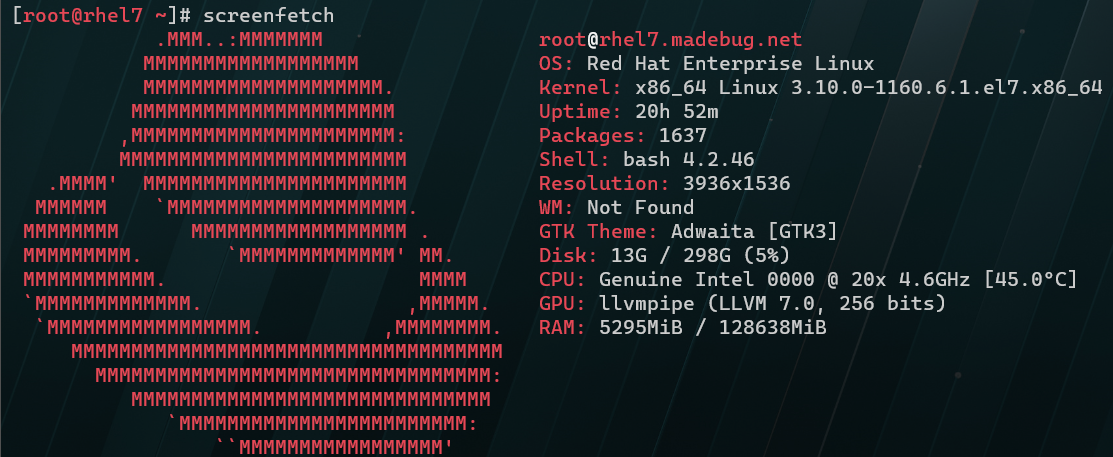 [root@rhel7 ~]# screenfetch
.MMM..:MMMMMMM root@rhel7.madebug.net
MMMMMMMMMMMMMMMMMM OS: Red Hat Enterprise Linux
MMMMMMMMMMMMMMMMMMMM. Kernel: x86_64 Linux 3.10.0-1160.6.1.el7.x86_64
MMMMMMMMMMMMMMMMMMMMMM Uptime: 20h 52m
,MMMMMMMMMMMMMMMMMMMMMM: Packages: 1637
MMMMMMMMMMMMMMMMMMMMMMMM Shell: bash 4.2.46
.MMMM'  MMMMMMMMMMMMMMMMMMMMMM Resolution: 3936x1536
MMMMMM    `MMMMMMMMMMMMMMMMMMMM. WM: Not Found
MMMMMMMM      MMMMMMMMMMMMMMMMMM . GTK Theme: Adwaita [GTK3]
MMMMMMMMM.       `MMMMMMMMMMMMM' MM. Disk: 13G / 298G (5%)
MMMMMMMMMMM.                     MMMM CPU: Genuine Intel 0000 @ 20x 4.6GHz [45.0°C]
`MMMMMMMMMMMMM.                 ,MMMMM. GPU: llvmpipe (LLVM 7.0, 256 bits)
`MMMMMMMMMMMMMMMMM.          ,MMMMMMMM. RAM: 5295MiB / 128638MiB
MMMMMMMMMMMMMMMMMMMMMMMMMMMMMMMMMMMM
MMMMMMMMMMMMMMMMMMMMMMMMMMMMMMMMM:
MMMMMMMMMMMMMMMMMMMMMMMMMMMMMM
`MMMMMMMMMMMMMMMMMMMMMMMM:
``MMMMMMMMMMMMMMMMM'